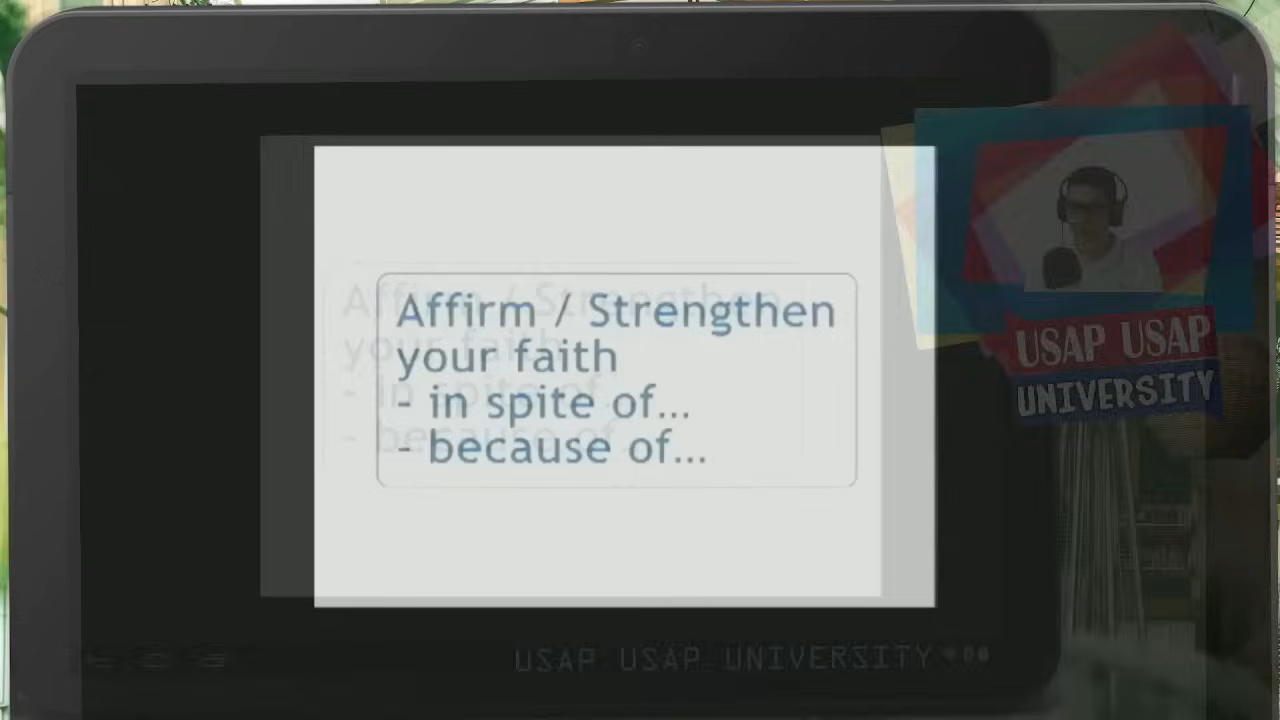 Affirm / Strengthen
your faith
- in spite of...
- because of...
USAP USAP
UNIVERSITY
USAP USAP UNIVERSITY